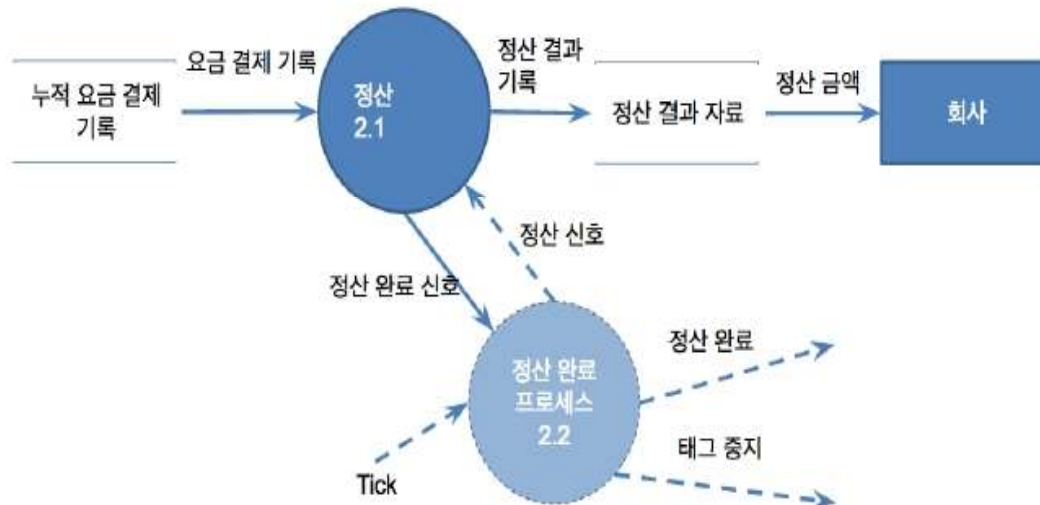 요금 결제 기록
누적 요금 결제
기록
정산
2.1
정산 결과
기록
정산 결과 자료
정산 금액
회사
정산 신호
정산 완료 신호
정산 완료
프로세스
2.2
정산 완료
태그 중지
Tick